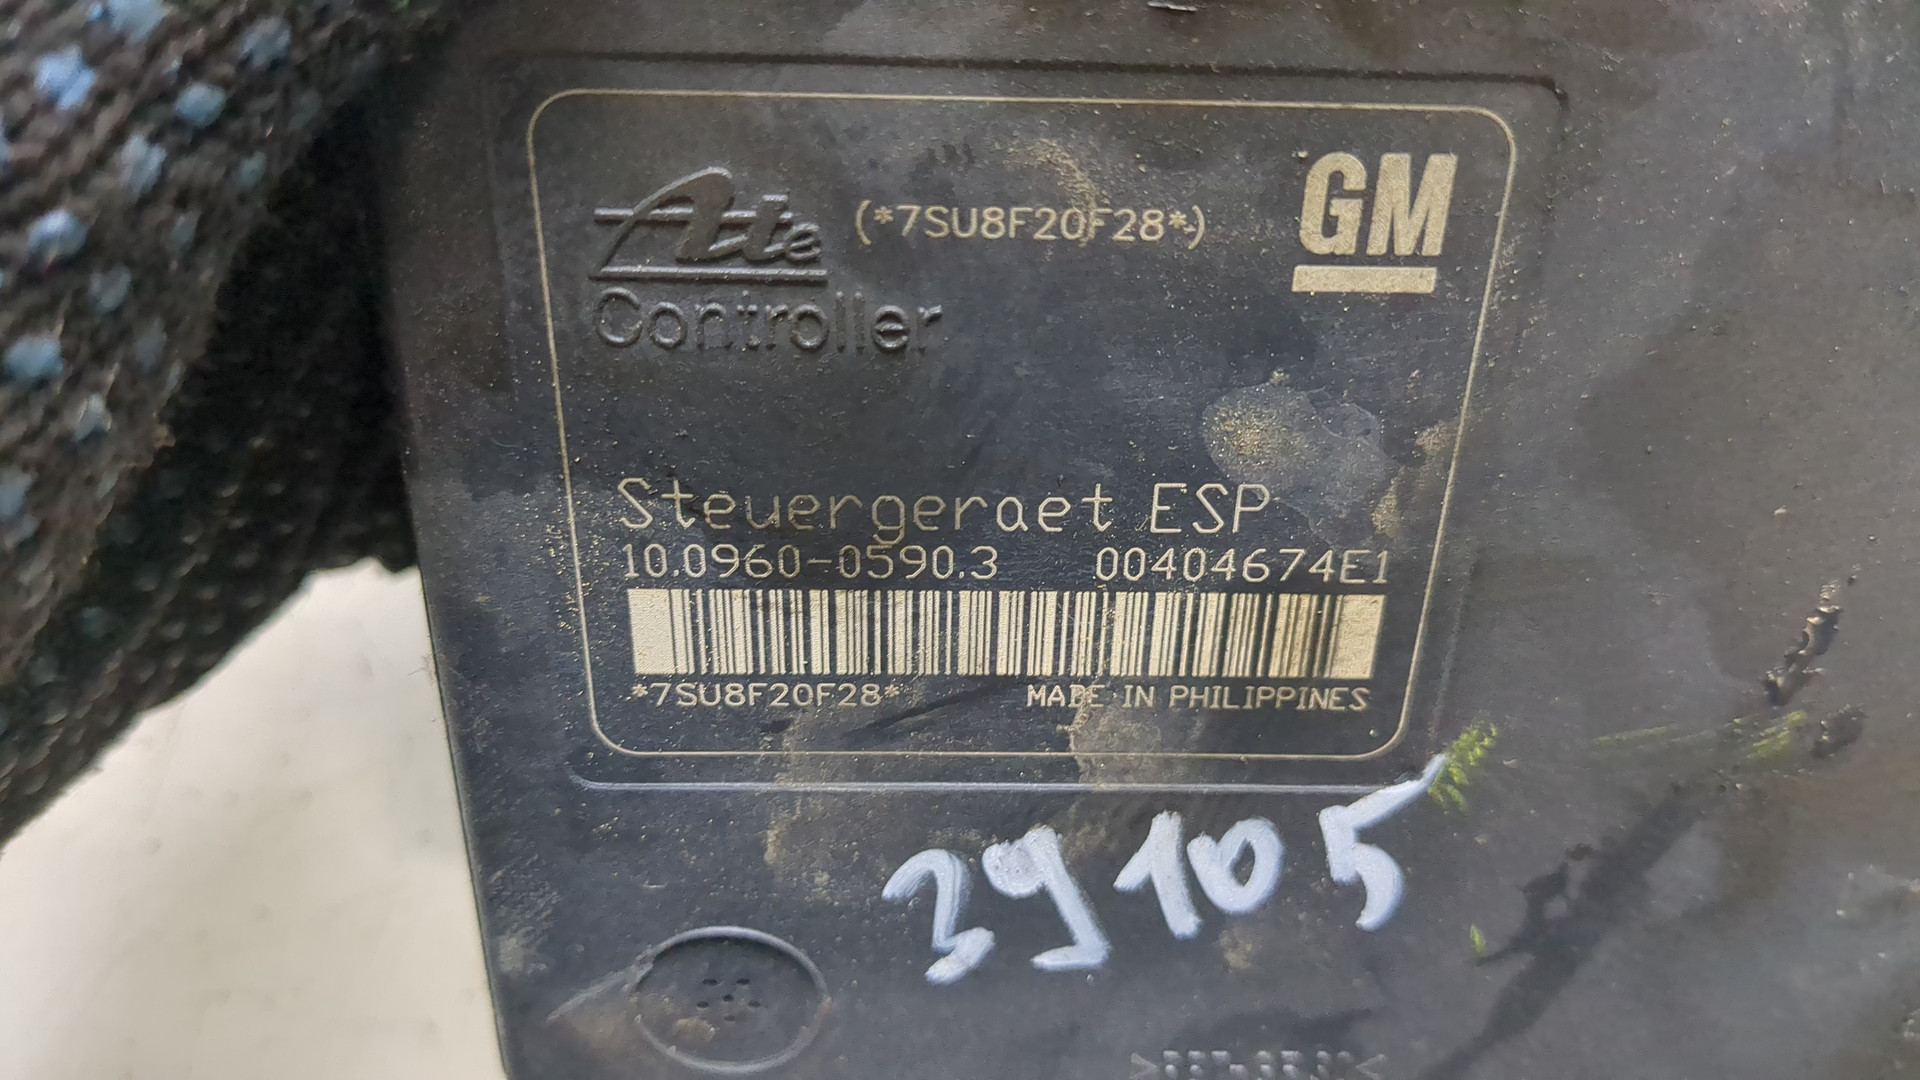 Ate (*7SU8F20F28*) GM
Controller
Steuergeraet ESP
10.0960-0590.3 00404674E1
*7SU8F20F28* MADE IN PHILIPPINES
39105